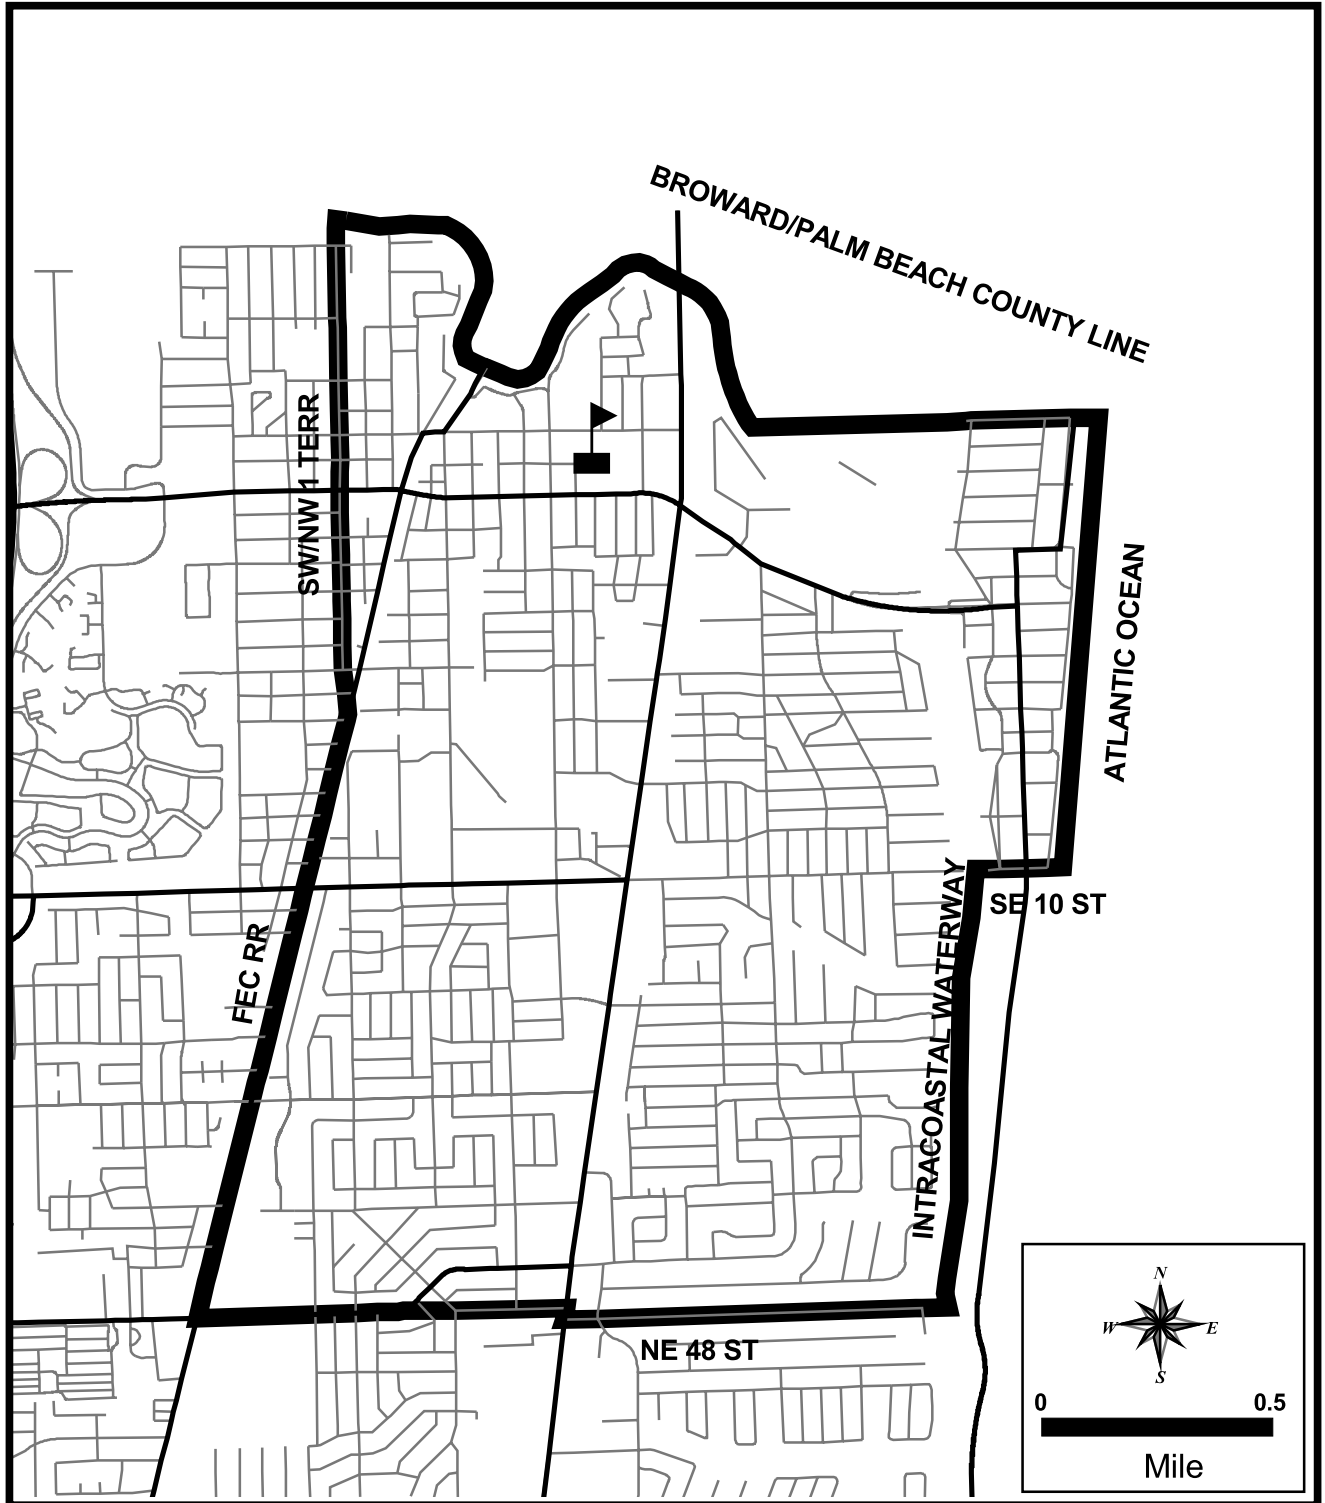 BROWARD/PALM BEACH COUNTY LINE
SW/NW 1 TERR
ATLANTIC OCEAN
SE 10 ST
FEC RR
INTRACOASTAL WATERWAY
NE 48 ST
N
W E
S
0 0.5
Mile